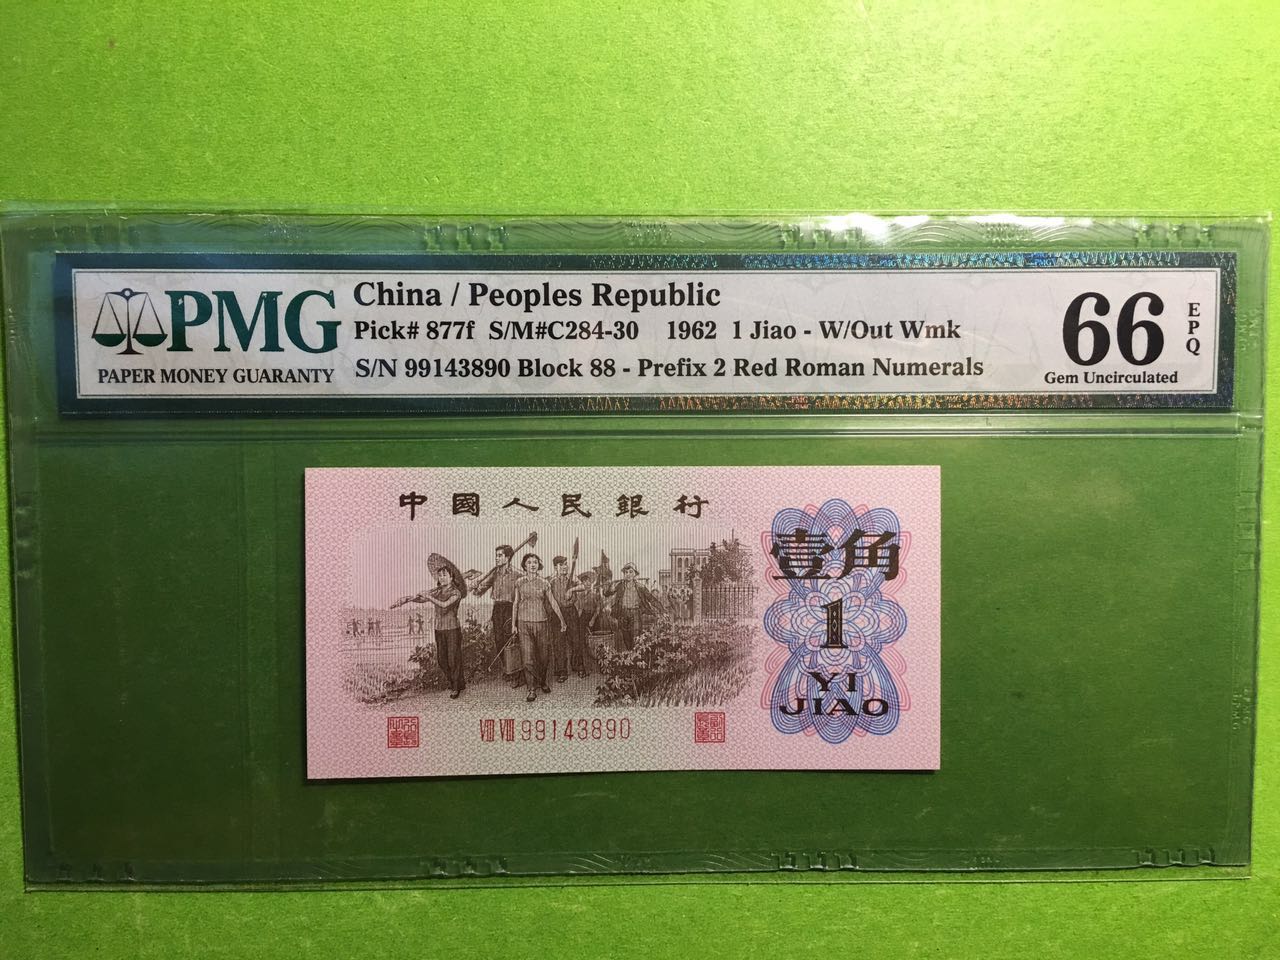 PMG
PAPER MONEY GUARANTY
China / Peoples Republic
Pick# 877f S/M#C284-30 1962 1 Jiao - W/Out Wmk
S/N 99143890 Block 88 - Prefix 2 Red Roman Numerals
66
EPQ
Gem Uncirculated
中國人民銀行
壹角
1
YI
JIAO
VIII VIII 99143890